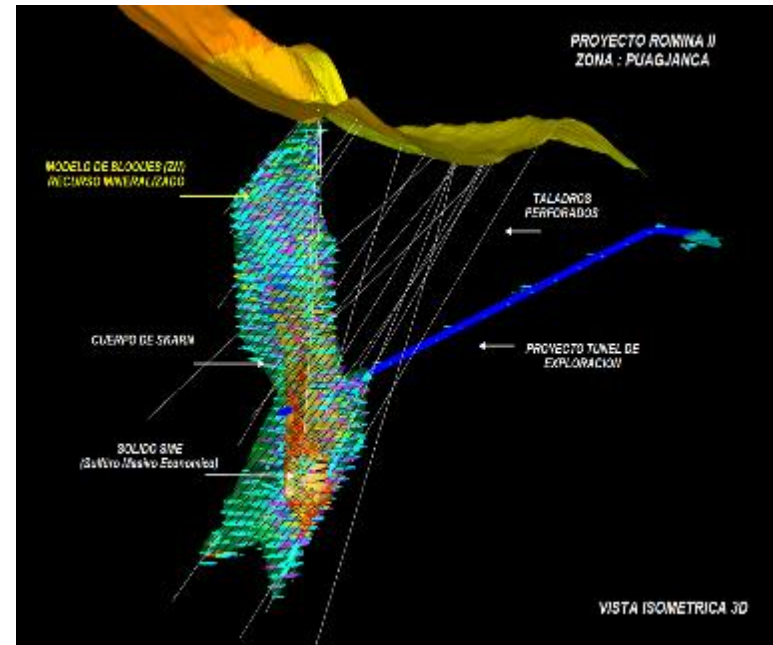 PROYECTO ROMINA II
ZONA : PUAGJANCA
MODELO DE BLOQUES (ZN)
RECURSO MINERALIZADO
TALADROS
PERFORADOS
CUERPO DE SKARN
PROYECTO TUNEL DE
EXPLORACION
SOLIDO SME
(Sulfuro Masivo Economico)
VISTA ISOMETRICA 3D